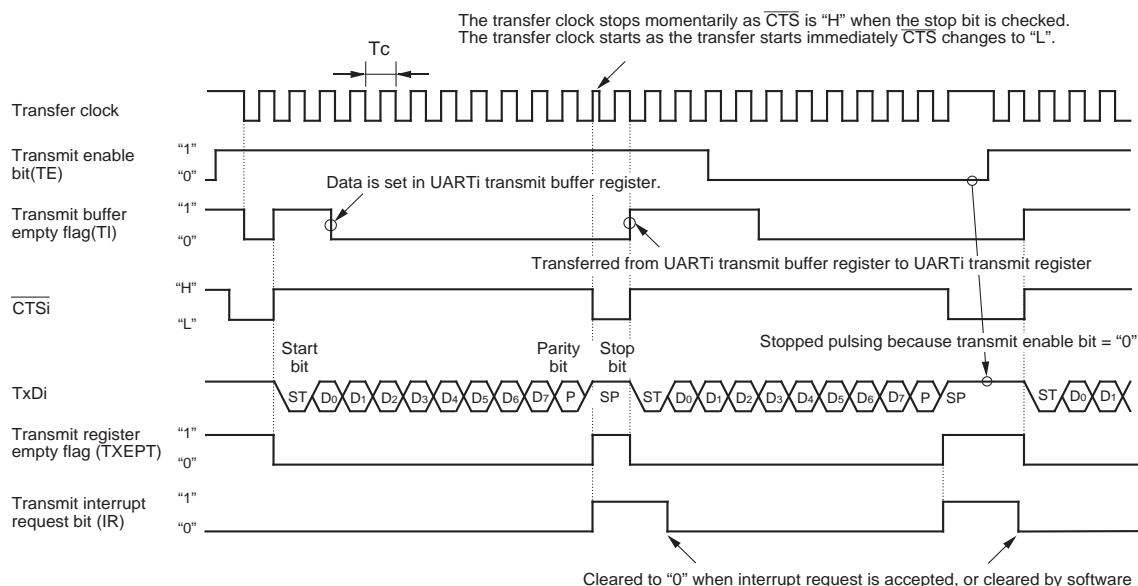 The transfer clock stops momentarily as CTS is “H” when the stop bit is checked.
The transfer clock starts as the transfer starts immediately CTS changes to “L”.
Tc
Transfer clock
Transmit enable
bit(TE)
“1”
“0”
Data is set in UARTi transmit buffer register.
Transmit buffer
empty flag(TI)
“1”
“0”
Transferred from UARTi transmit buffer register to UARTi transmit register
CTSi
“H”
“L”
Stopped pulsing because transmit enable bit = “0”
Start
bit
Parity
bit
Stop
bit
TxDi
ST D0 D1 D2 D3 D4 D5 D6 D7 P SP ST D0 D1 D2 D3 D4 D5 D6 D7 P SP ST D0 D1
Transmit register
empty flag (TXEPT)
“1”
“0”
Transmit interrupt
request bit (IR)
“1”
“0”
Cleared to “0” when interrupt request is accepted, or cleared by software